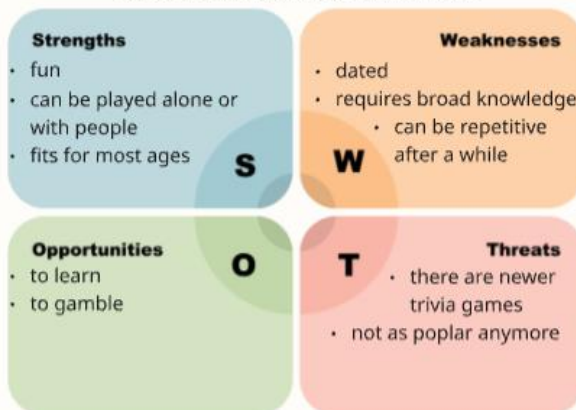 Strengths
• fun
• can be played alone or
with people
• fits for most ages
S
Weaknesses
• dated
• requires broad knowledge
• can be repetitive
after a while
W
Opportunities
• to learn
• to gamble
O
Threats
• there are newer
trivia games
• not as poplar anymore
T